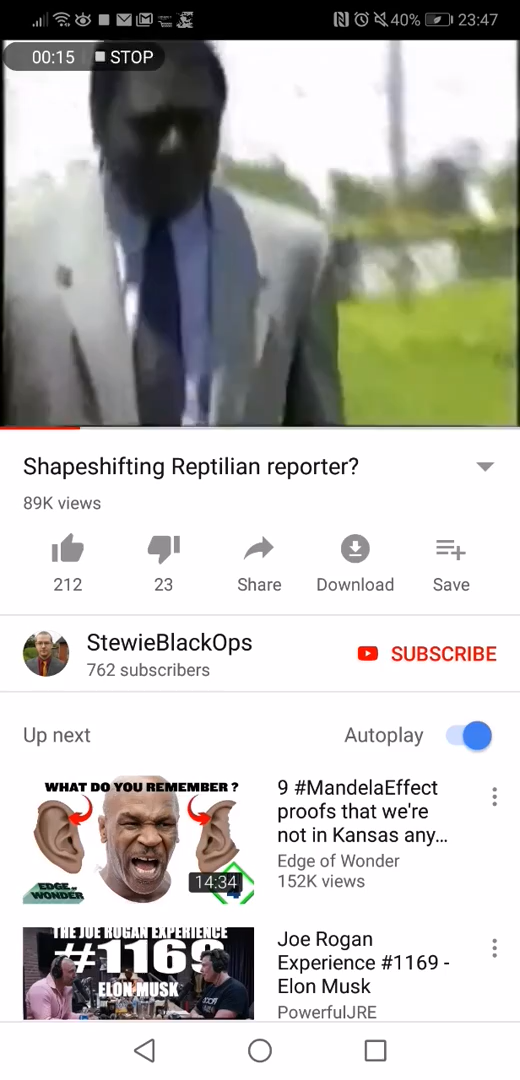 40% 23:47
00:15 STOP
Shapeshifting Reptilian reporter?
89K views
212 23 Share Download Save
StewieBlackOps
762 subscribers
SUBSCRIBE
Up next Autoplay
WHAT DO YOU REMEMBER ?
EDGE OF
WONDER
14:34
9 #MandelaEffect
proofs that we're
not in Kansas any...
Edge of Wonder
152K views
THE JOE ROGAN EXPERIENCE
#1169
ELON MUSK
Joe Rogan
Experience #1169 -
Elon Musk
PowerfulJRE